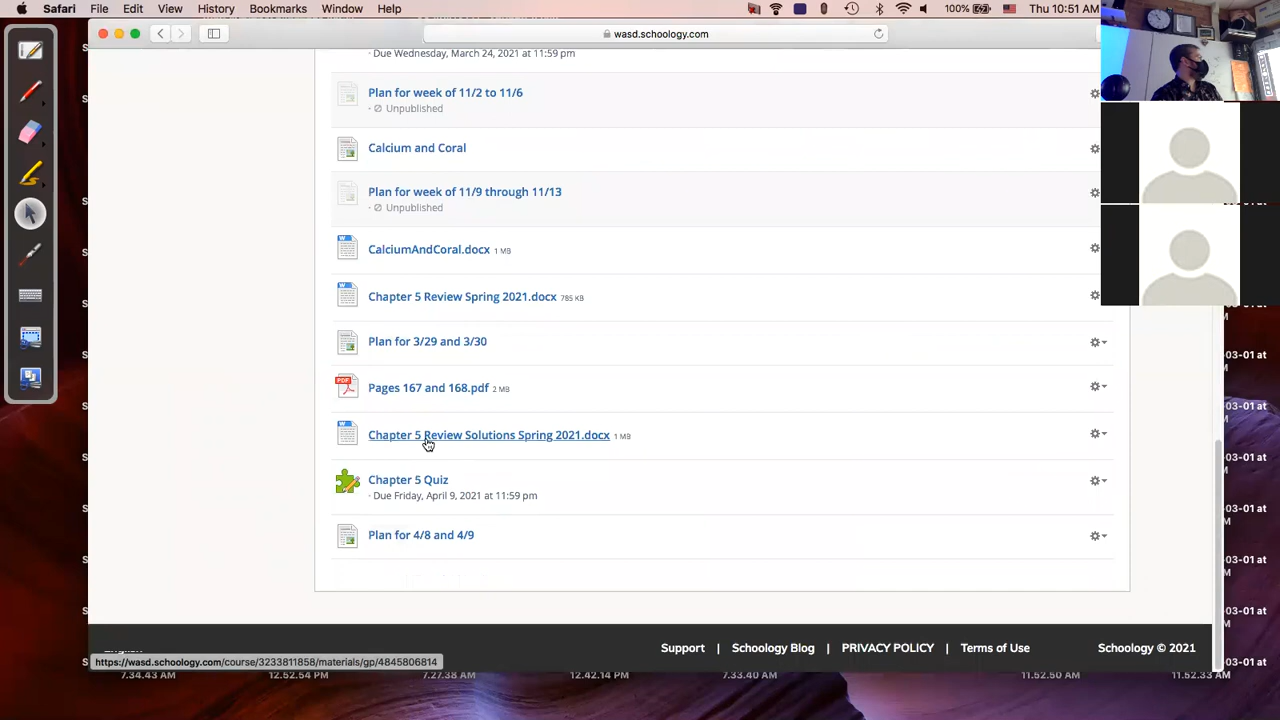 Safari File Edit View History Bookmarks Window Help 100% Thu 10:51 AM
wasd.schoology.com
· Due Wednesday, March 24, 2021 at 11:59 pm
Plan for week of 11/2 to 11/6
· Unpublished
Calcium and Coral
Plan for week of 11/9 through 11/13
· Unpublished
CalciumAndCoral.docx 1 MB
Chapter 5 Review Spring 2021.docx 785 KB
Plan for 3/29 and 3/30
PDF
Pages 167 and 168.pdf 2 MB
Chapter 5 Review Solutions Spring 2021.docx 1 MB
Chapter 5 Quiz
· Due Friday, April 9, 2021 at 11:59 pm
Plan for 4/8 and 4/9
-03-01 at
M
-03-01 at
M
-03-01 at
M
-03-01 at
M
-03-01 at
M
-03-01 at
M
-03-01 at
Support | Schoology Blog | PRIVACY POLICY | Terms of Use Schoology © 2021
https://wasd.schoology.com/course/3233811858/materials/gp/4845806814
7.34.43 AM 12.52.54 PM 7.27.38 AM 12.42.14 PM 7.33.40 AM 11.52.50 AM 11.52.33 AM